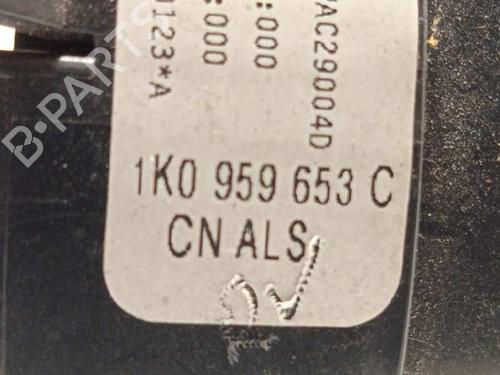 1K0 959 653 C
CN ALS
123*A
:000
:000
AC29004D
B-PARTS